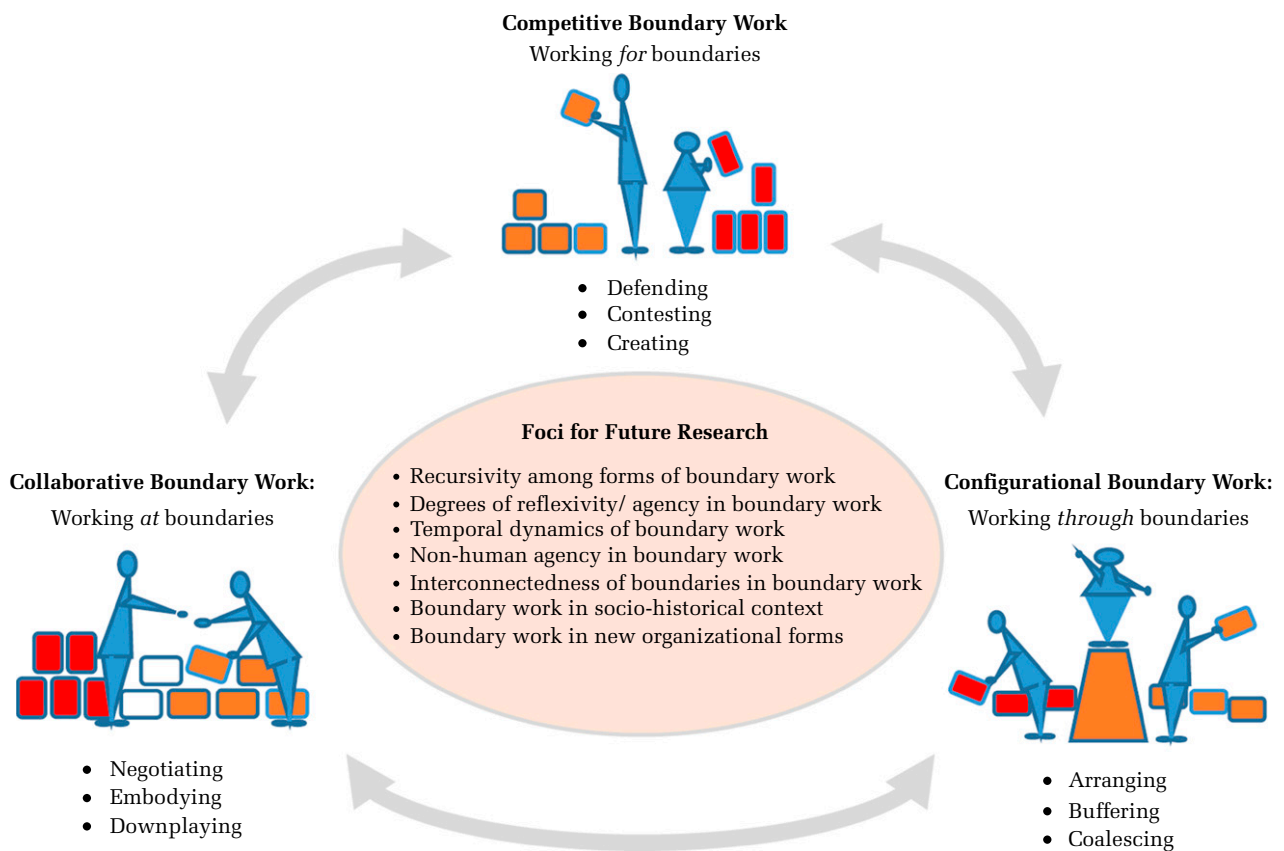 Competitive Boundary Work
Working for boundaries
• Defending
• Contesting
• Creating
Foci for Future Research
• Recursivity among forms of boundary work
• Degrees of reflexivity/ agency in boundary work
• Temporal dynamics of boundary work
• Non-human agency in boundary work
• Interconnectedness of boundaries in boundary work
• Boundary work in socio-historical context
• Boundary work in new organizational forms
Collaborative Boundary Work:
Working at boundaries
• Negotiating
• Embodying
• Downplaying
Configurational Boundary Work:
Working through boundaries
• Arranging
• Buffering
• Coalescing